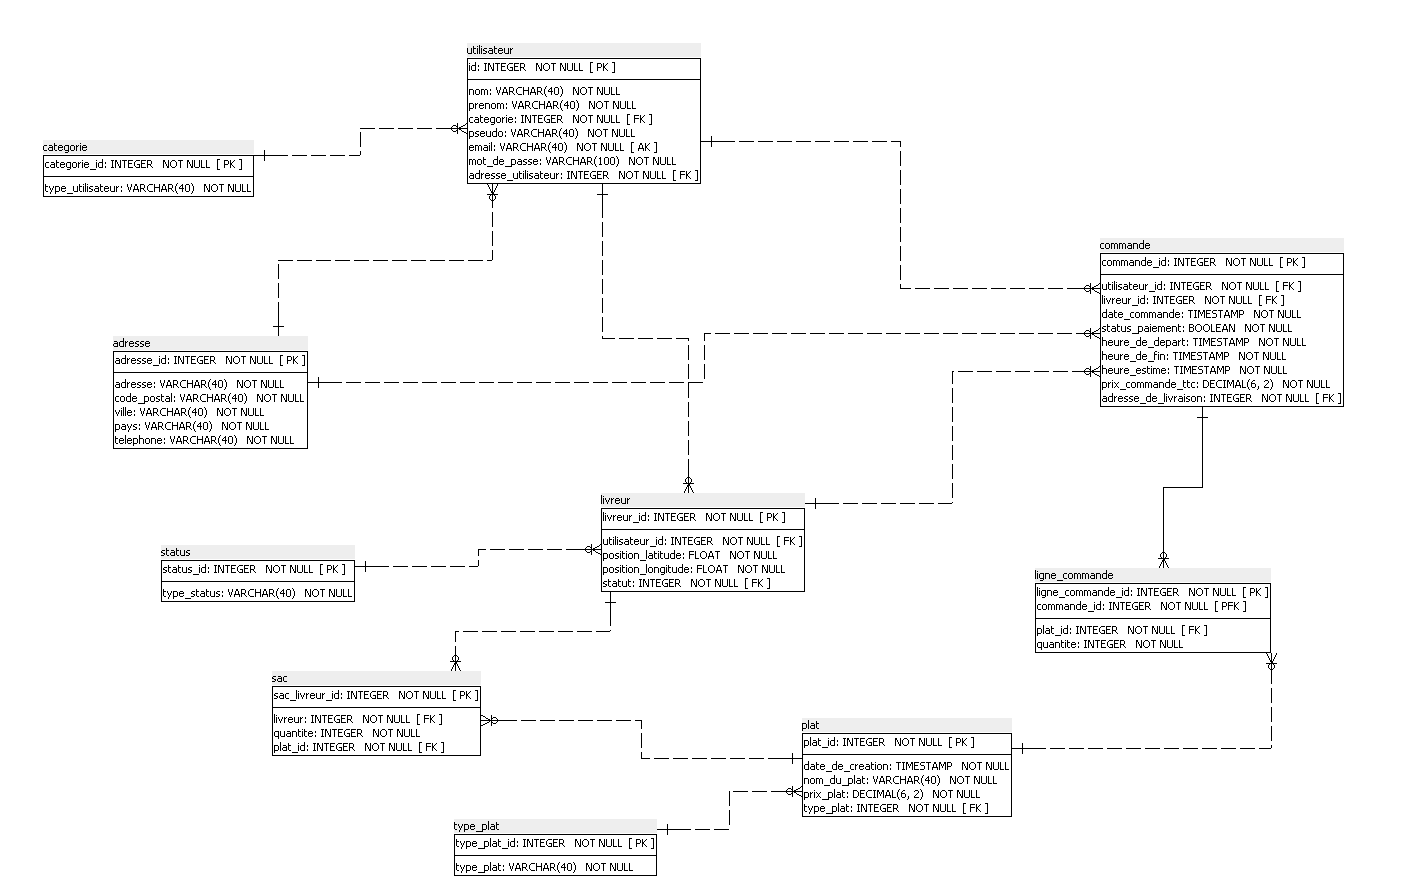 utilisateur
id: INTEGER NOT NULL [ PK ]
nom: VARCHAR(40) NOT NULL
prenom: VARCHAR(40) NOT NULL
categorie: INTEGER NOT NULL [ FK ]
pseudo: VARCHAR(40) NOT NULL
email: VARCHAR(40) NOT NULL [ AK ]
mot_de_passe: VARCHAR(100) NOT NULL
adresse_utilisateur: INTEGER NOT NULL [ FK ]
categorie
categorie_id: INTEGER NOT NULL [ PK ]
type_utilisateur: VARCHAR(40) NOT NULL
commande
commande_id: INTEGER NOT NULL [ PK ]
utilisateur_id: INTEGER NOT NULL [ FK ]
livreur_id: INTEGER NOT NULL [ FK ]
date_commande: TIMESTAMP NOT NULL
status_paiement: BOOLEAN NOT NULL
heure_de_depart: TIMESTAMP NOT NULL
heure_de_fin: TIMESTAMP NOT NULL
heure_estime: TIMESTAMP NOT NULL
prix_commande_ttc: DECIMAL(6, 2) NOT NULL
adresse_de_livraison: INTEGER NOT NULL [ FK ]
adresse
adresse_id: INTEGER NOT NULL [ PK ]
adresse: VARCHAR(40) NOT NULL
code_postal: VARCHAR(40) NOT NULL
ville: VARCHAR(40) NOT NULL
pays: VARCHAR(40) NOT NULL
telephone: VARCHAR(40) NOT NULL
livreur
livreur_id: INTEGER NOT NULL [ PK ]
utilisateur_id: INTEGER NOT NULL [ FK ]
position_latitude: FLOAT NOT NULL
position_longitude: FLOAT NOT NULL
statut: INTEGER NOT NULL [ FK ]
status
status_id: INTEGER NOT NULL [ PK ]
type_status: VARCHAR(40) NOT NULL
ligne_commande
ligne_commande_id: INTEGER NOT NULL [ PK ]
commande_id: INTEGER NOT NULL [ PFK ]
plat_id: INTEGER NOT NULL [ FK ]
quantite: INTEGER NOT NULL
sac
sac_livreur_id: INTEGER NOT NULL [ PK ]
livreur: INTEGER NOT NULL [ FK ]
quantite: INTEGER NOT NULL
plat_id: INTEGER NOT NULL [ FK ]
plat
plat_id: INTEGER NOT NULL [ PK ]
date_de_creation: TIMESTAMP NOT NULL
nom_du_plat: VARCHAR(40) NOT NULL
prix_plat: DECIMAL(6, 2) NOT NULL
type_plat: INTEGER NOT NULL [ FK ]
type_plat
type_plat_id: INTEGER NOT NULL [ PK ]
type_plat: VARCHAR(40) NOT NULL